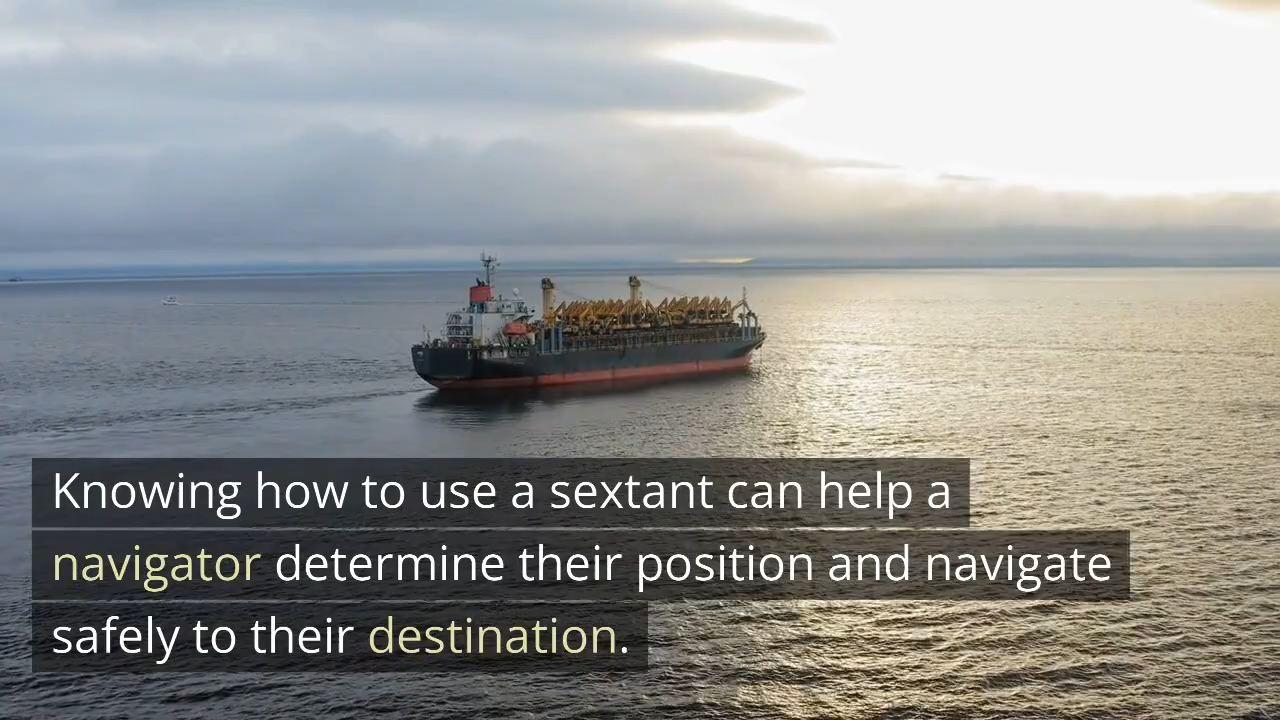 Knowing how to use a sextant can help a
navigator determine their position and navigate
safely to their destination.